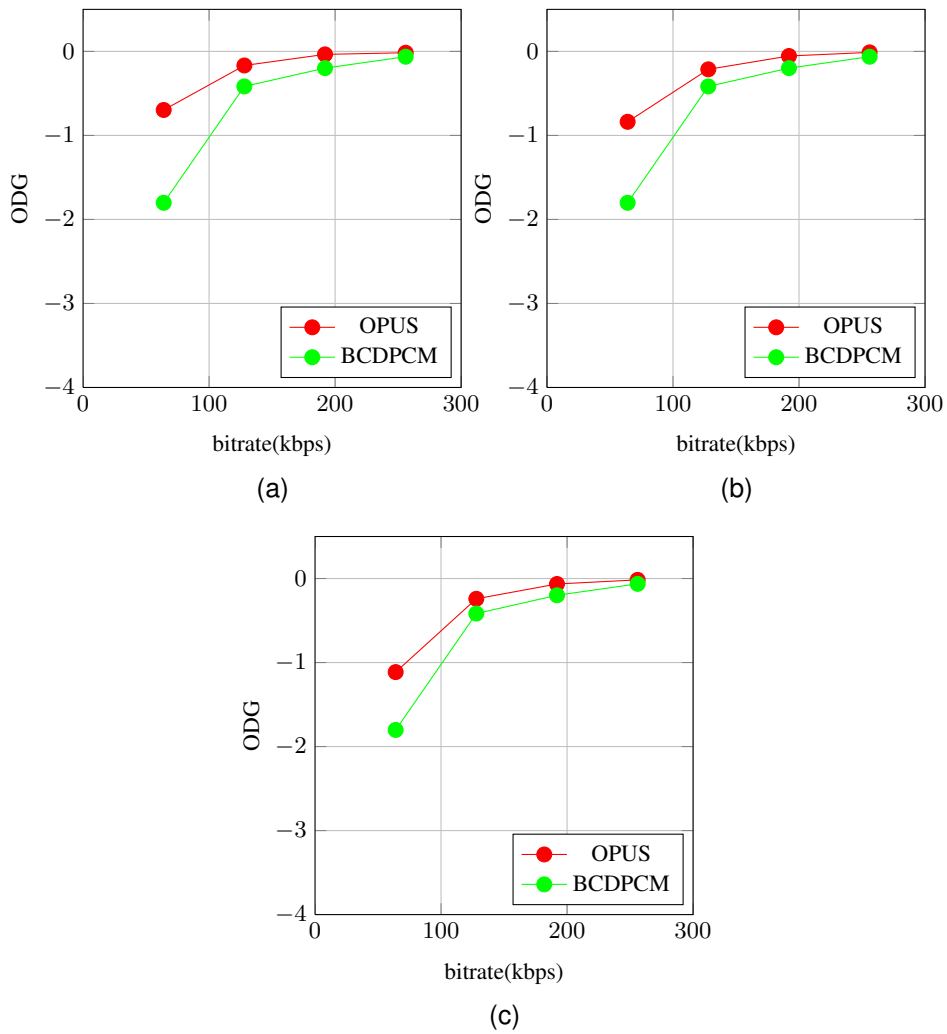 0
−1
−2
−3
−4
ODG
OPUS
BCDPCM
0 100 200 300
bitrate(kbps)
(a)
0
−1
−2
−3
−4
ODG
OPUS
BCDPCM
0 100 200 300
bitrate(kbps)
(b)
0
−1
−2
−3
−4
ODG
OPUS
BCDPCM
0 100 200 300
bitrate(kbps)
(c)